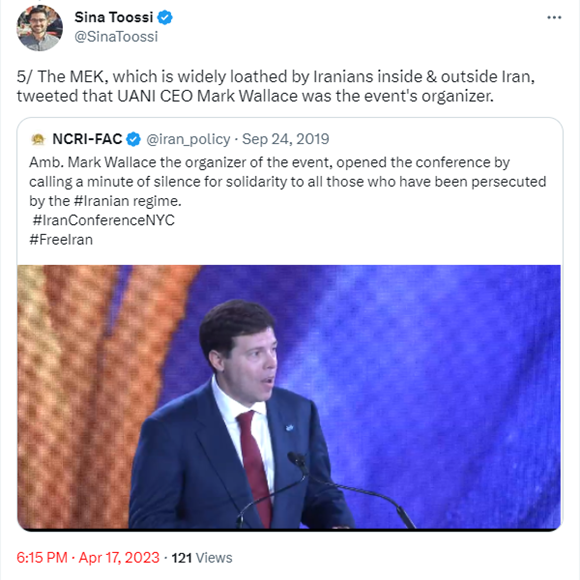 Sina Toossi
@SinaToossi
5/ The MEK, which is widely loathed by Iranians inside & outside Iran,
tweeted that UANI CEO Mark Wallace was the event's organizer.
NCRI-FAC @iran_policy · Sep 24, 2019
Amb. Mark Wallace the organizer of the event, opened the conference by
calling a minute of silence for solidarity to all those who have been persecuted
by the #Iranian regime.
#IranConferenceNYC
#FreeIran
6:15 PM · Apr 17, 2023 · 121 Views